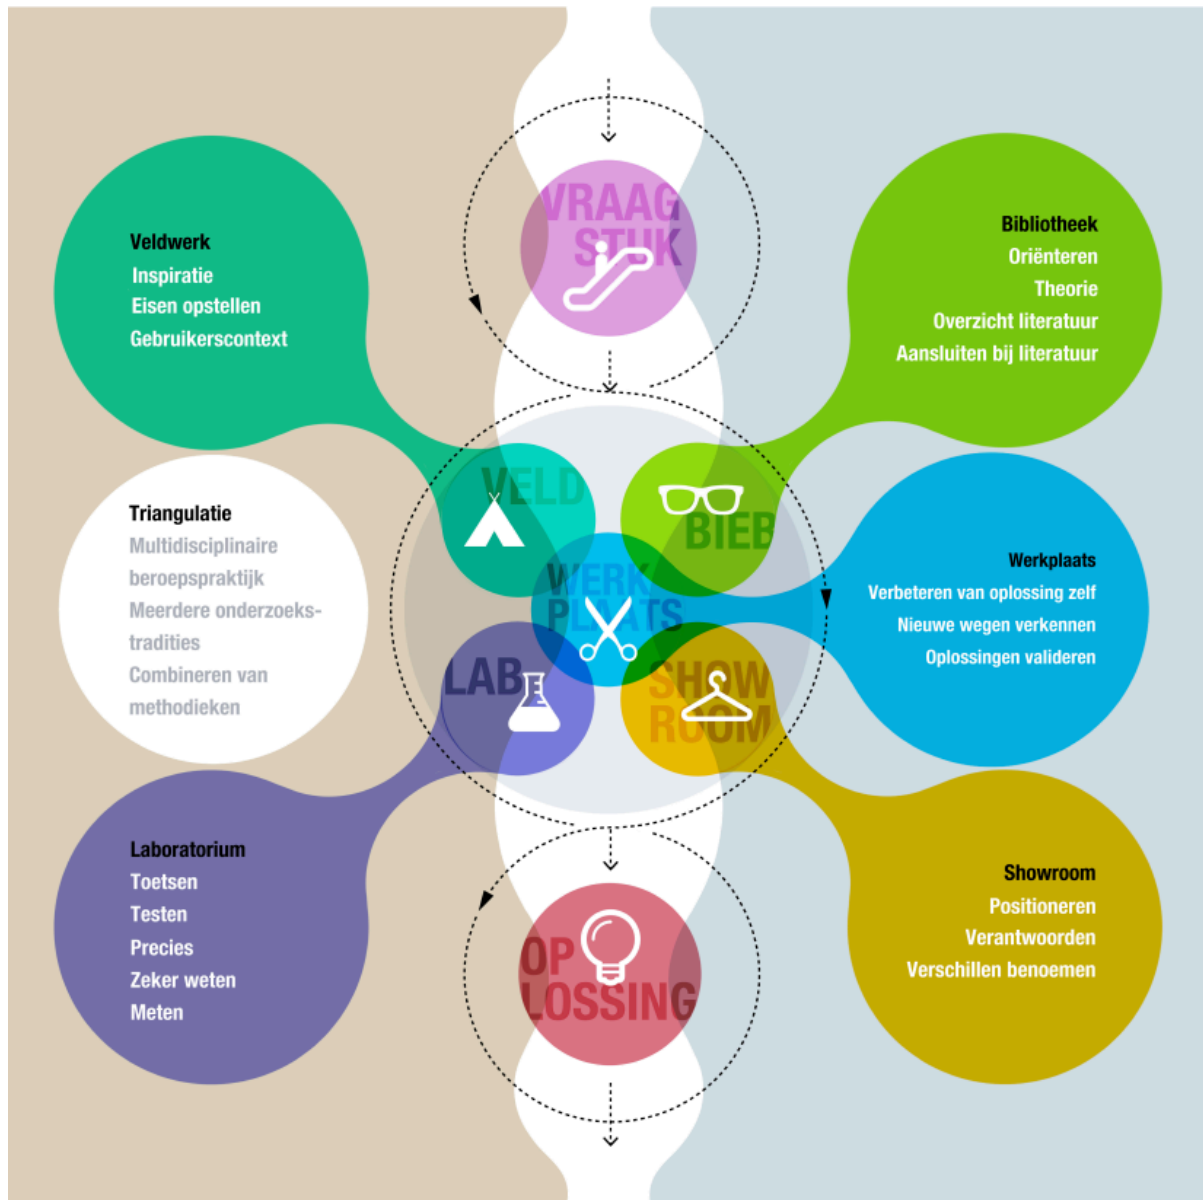 VRAAG
STUK
Veldwerk
Inspiratie
Eisen opstellen
Gebruikerscontext
Bibliotheek
Oriënteren
Theorie
Overzicht literatuur
Aansluiten bij literatuur
VELD
BIEB
WERK
PLAATS
LAB
SHOW
ROOM
Triangulatie
Multidisciplinaire
beroepspraktijk
Meerdere onderzoeks-
tradities
Combineren van
methodieken
Werkplaats
Verbeteren van oplossing zelf
Nieuwe wegen verkennen
Oplossingen valideren
Laboratorium
Toetsen
Testen
Precies
Zeker weten
Meten
Showroom
Positioneren
Verantwoorden
Verschillen benoemen
OP
LOSSING